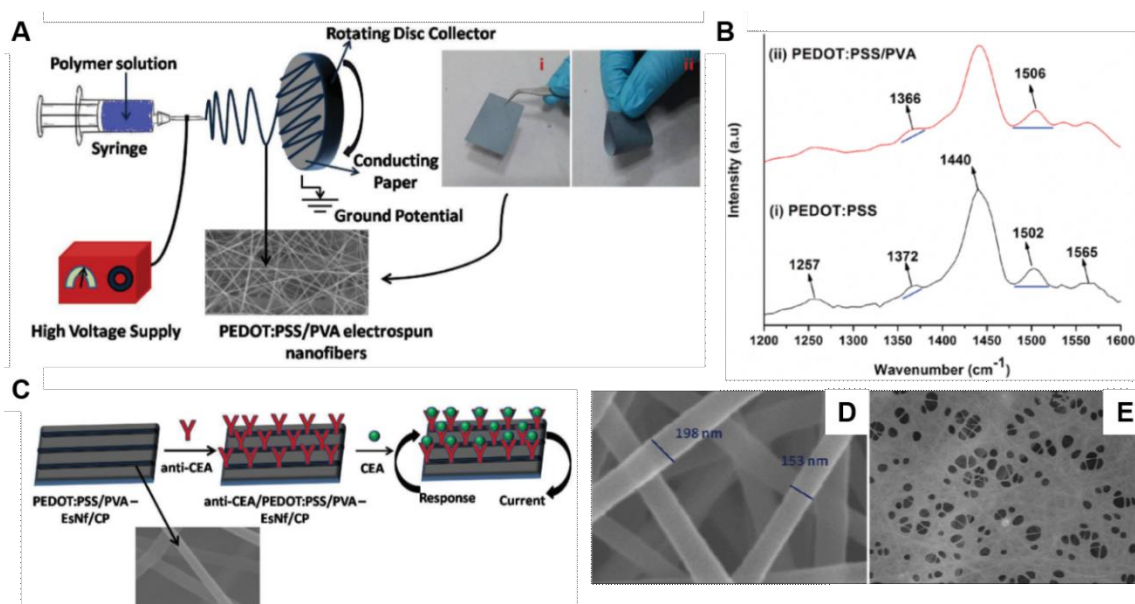 A
Rotating Disc Collector
Polymer solution
Syringe
i
ii
Conducting
Paper
Ground Potential
High Voltage Supply
PEDOT:PSS/PVA electrospun
nanofibers
B
(ii) PEDOT:PSS/PVA
1506
1366
1440
(i) PEDOT:PSS
1502
1372
1565
1257
Intensity (a.u)
1200 1250 1300 1350 1400 1450 1500 1550 1600
Wavenumber (cm⁻¹)
C
anti-CEA
CEA
PEDOT:PSS/PVA–
EsNf/CP
anti-CEA/PEDOT:PSS/PVA–
EsNf/CP
Response
Current
D
198 nm
153 nm
E